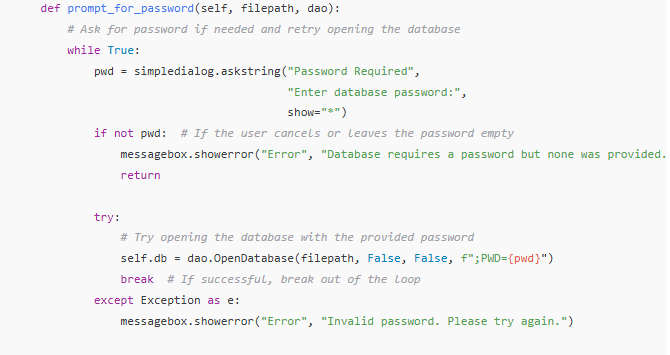 def prompt_for_password(self, filepath, dao):
# Ask for password if needed and retry opening the database
while True:
pwd = simpledialog.askstring("Password Required",
"Enter database password:",
show="*")
if not pwd:  # If the user cancels or leaves the password empty
messagebox.showerror("Error", "Database requires a password but none was provided.
return
try:
# Try opening the database with the provided password
self.db = dao.OpenDatabase(filepath, False, False, f";PWD={pwd}")
break  # If successful, break out of the loop
except Exception as e:
messagebox.showerror("Error", "Invalid password. Please try again.")